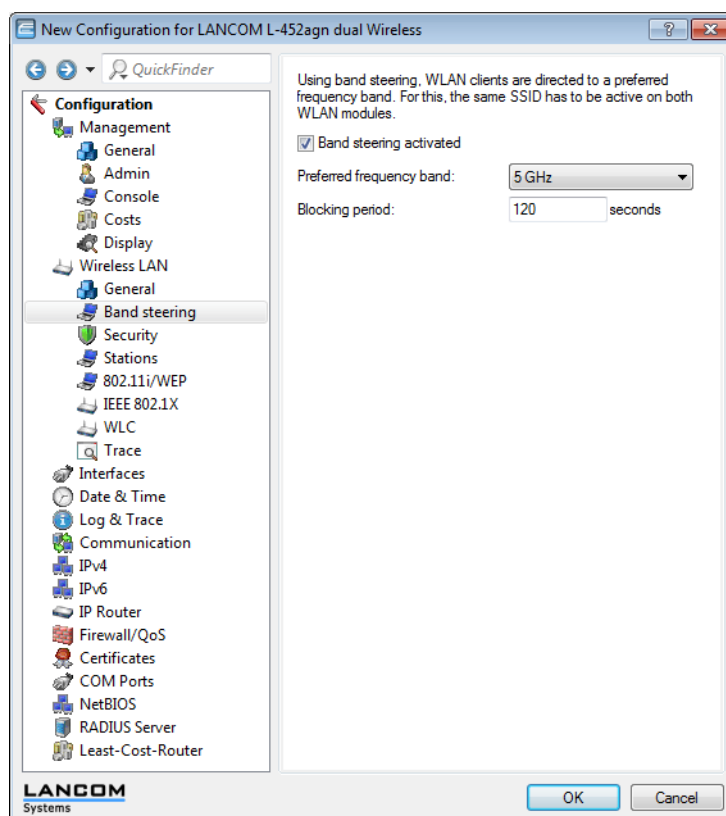 New Configuration for LANCOM L-452agn dual Wireless
QuickFinder
Configuration
Management
General
Admin
Console
Costs
Display
Wireless LAN
General
Band steering
Security
Stations
802.11i/WEP
IEEE 802.1X
WLC
Trace
Interfaces
Date & Time
Log & Trace
Communication
IPv4
IPv6
IP Router
Firewall/QoS
Certificates
COM Ports
NetBIOS
RADIUS Server
Least-Cost-Router
Using band steering, WLAN clients are directed to a preferred
frequency band. For this, the same SSID has to be active on both
WLAN modules.
Band steering activated
Preferred frequency band: 5 GHz
Blocking period: 120 seconds
LANCOM
Systems
OK Cancel